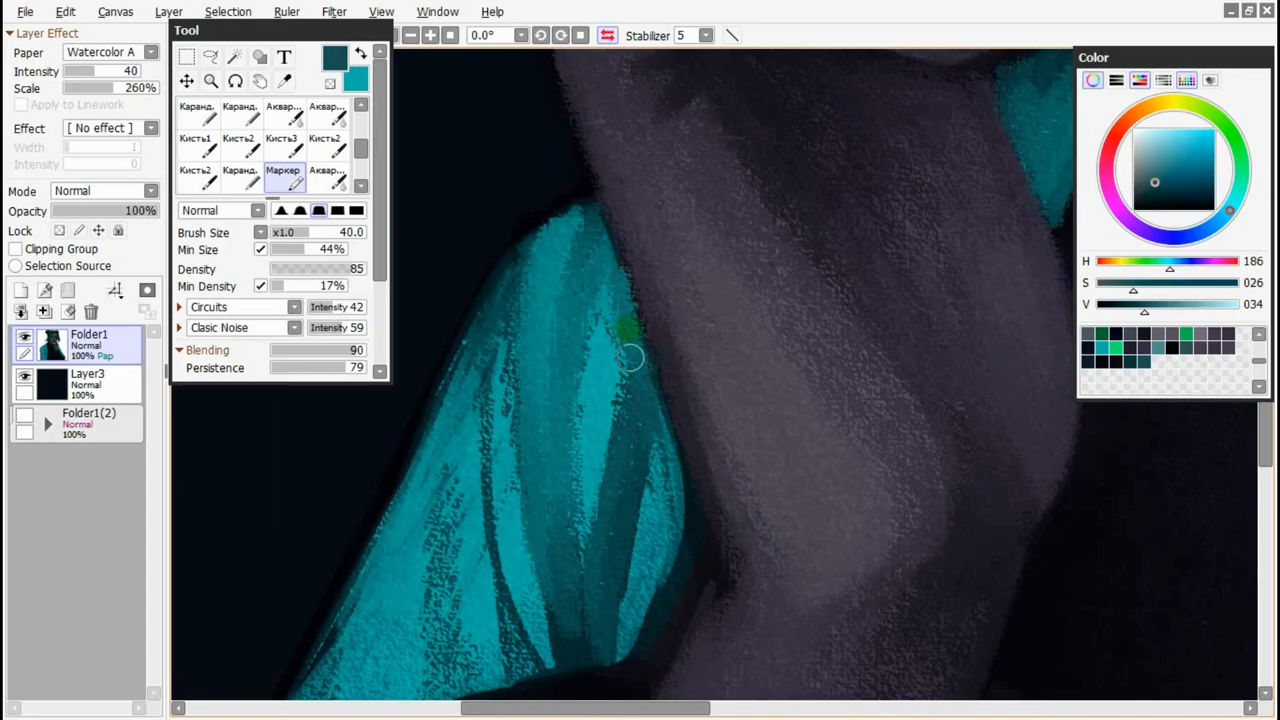 File Edit Canvas Layer Selection Ruler Filter View Window Help
Layer Effect
Paper Watercolor A
Intensity 40
Scale 260%
Apply to Linework
Effect [ No effect ]
Width 1
Intensity 0
Mode Normal
Opacity 100%
Lock
Clipping Group
Selection Source
Folder1
Normal
100% Pap
Layer3
Normal
100%
Folder1(2)
Normal
100%
Tool
T
Каранд. Каранд. Аквар... Аквар...
Кисть1 Кисть2 Кисть3 Кисть2
Кисть2 Каранд. Маркер Аквар...
Normal
Brush Size x1.0 40.0
Min Size 44%
Density 85
Min Density 17%
Circuits Intensity 42
Clasic Noise Intensity 59
Blending 90
Persistence 79
0.0° Stabilizer 5
Color
H 186
S 026
V 034